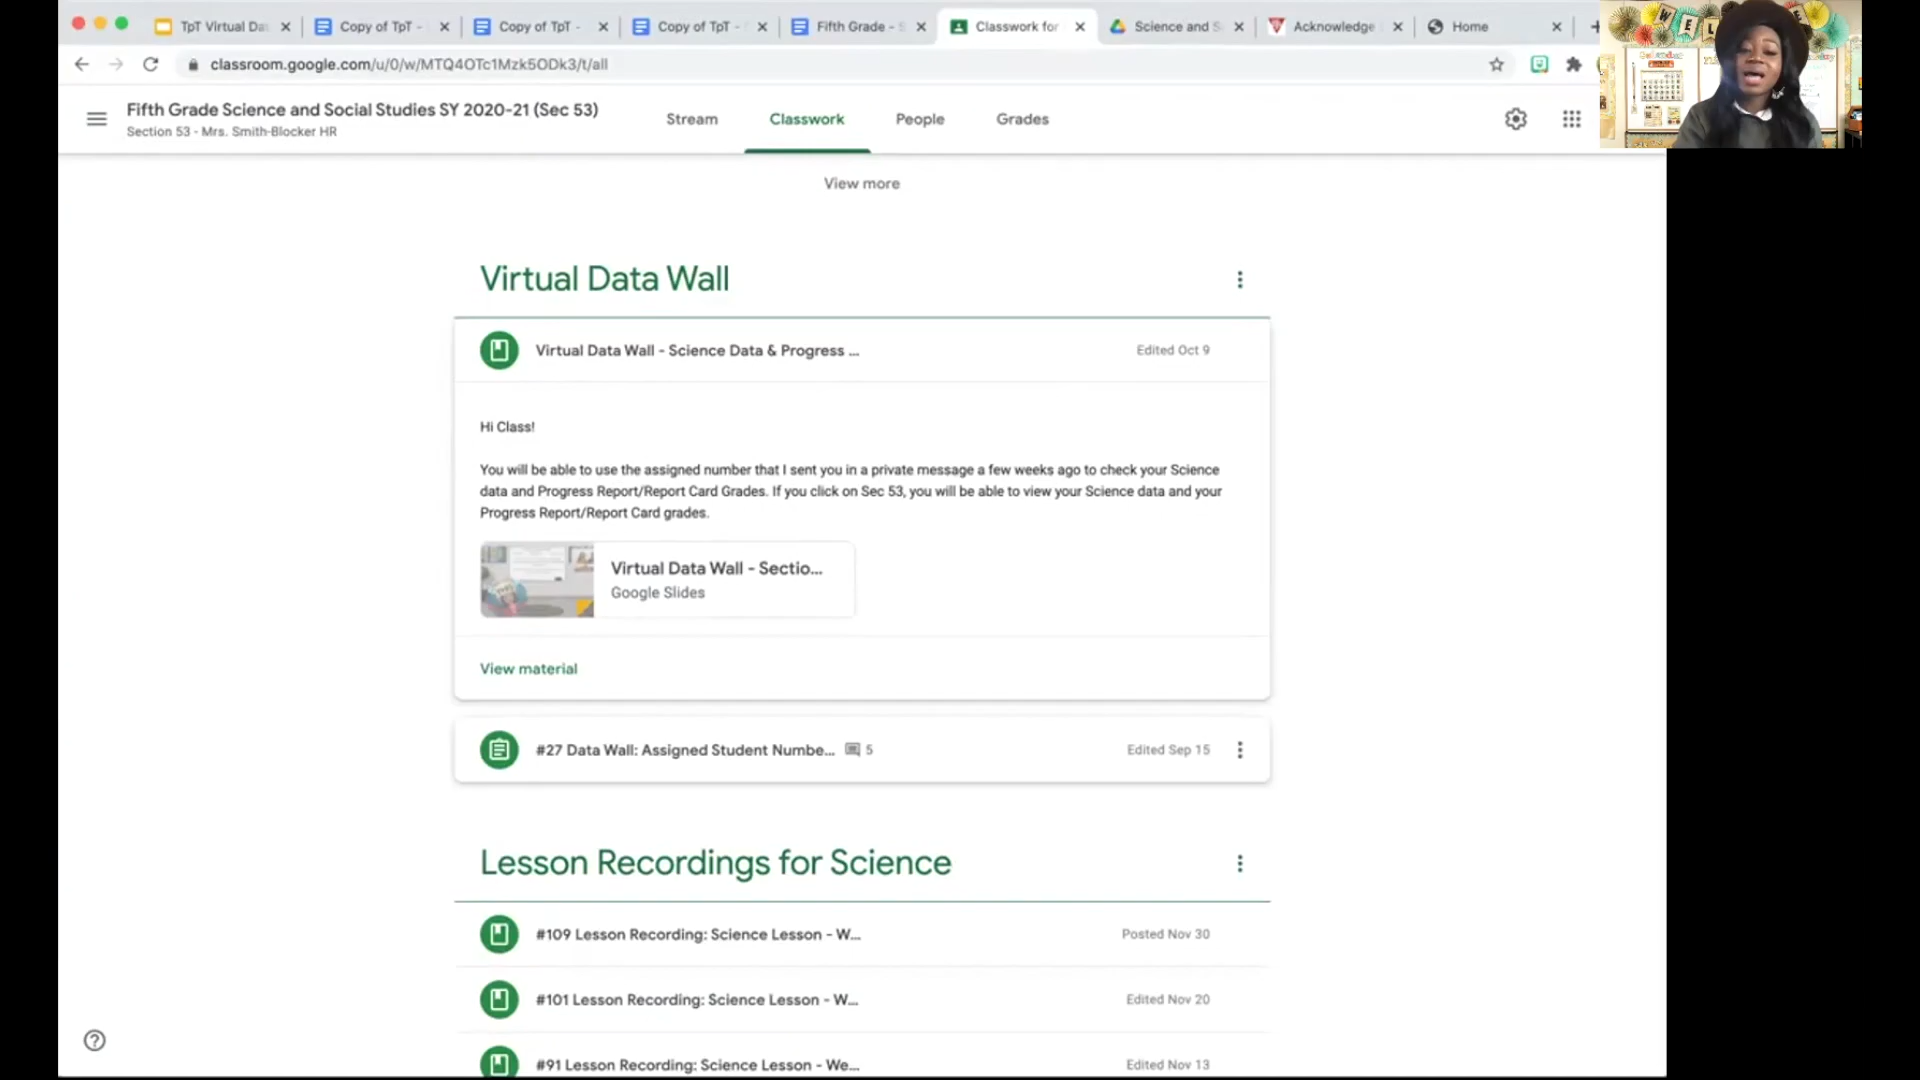 TpT Virtual Da
Copy of TpT -
Copy of TpT -
Copy of TpT -
Fifth Grade - S
Classwork for
Science and S
Acknowledge
Home
classroom.google.com/u/0/w/MTQ4OTc1Mzk5ODk3/t/all
Fifth Grade Science and Social Studies SY 2020-21 (Sec 53)
Section 53 - Mrs. Smith-Blocker HR
Stream
Classwork
People
Grades
View more
Virtual Data Wall
Virtual Data Wall - Science Data & Progress ...
Edited Oct 9
Hi Class!
You will be able to use the assigned number that I sent you in a private message a few weeks ago to check your Science
data and Progress Report/Report Card Grades. If you click on Sec 53, you will be able to view your Science data and your
Progress Report/Report Card grades.
Virtual Data Wall - Sectio...
Google Slides
View material
#27 Data Wall: Assigned Student Numbe...
5
Edited Sep 15
Lesson Recordings for Science
#109 Lesson Recording: Science Lesson - W...
Posted Nov 30
#101 Lesson Recording: Science Lesson - W...
Edited Nov 20
#91 Lesson Recording: Science Lesson - We...
Edited Nov 13